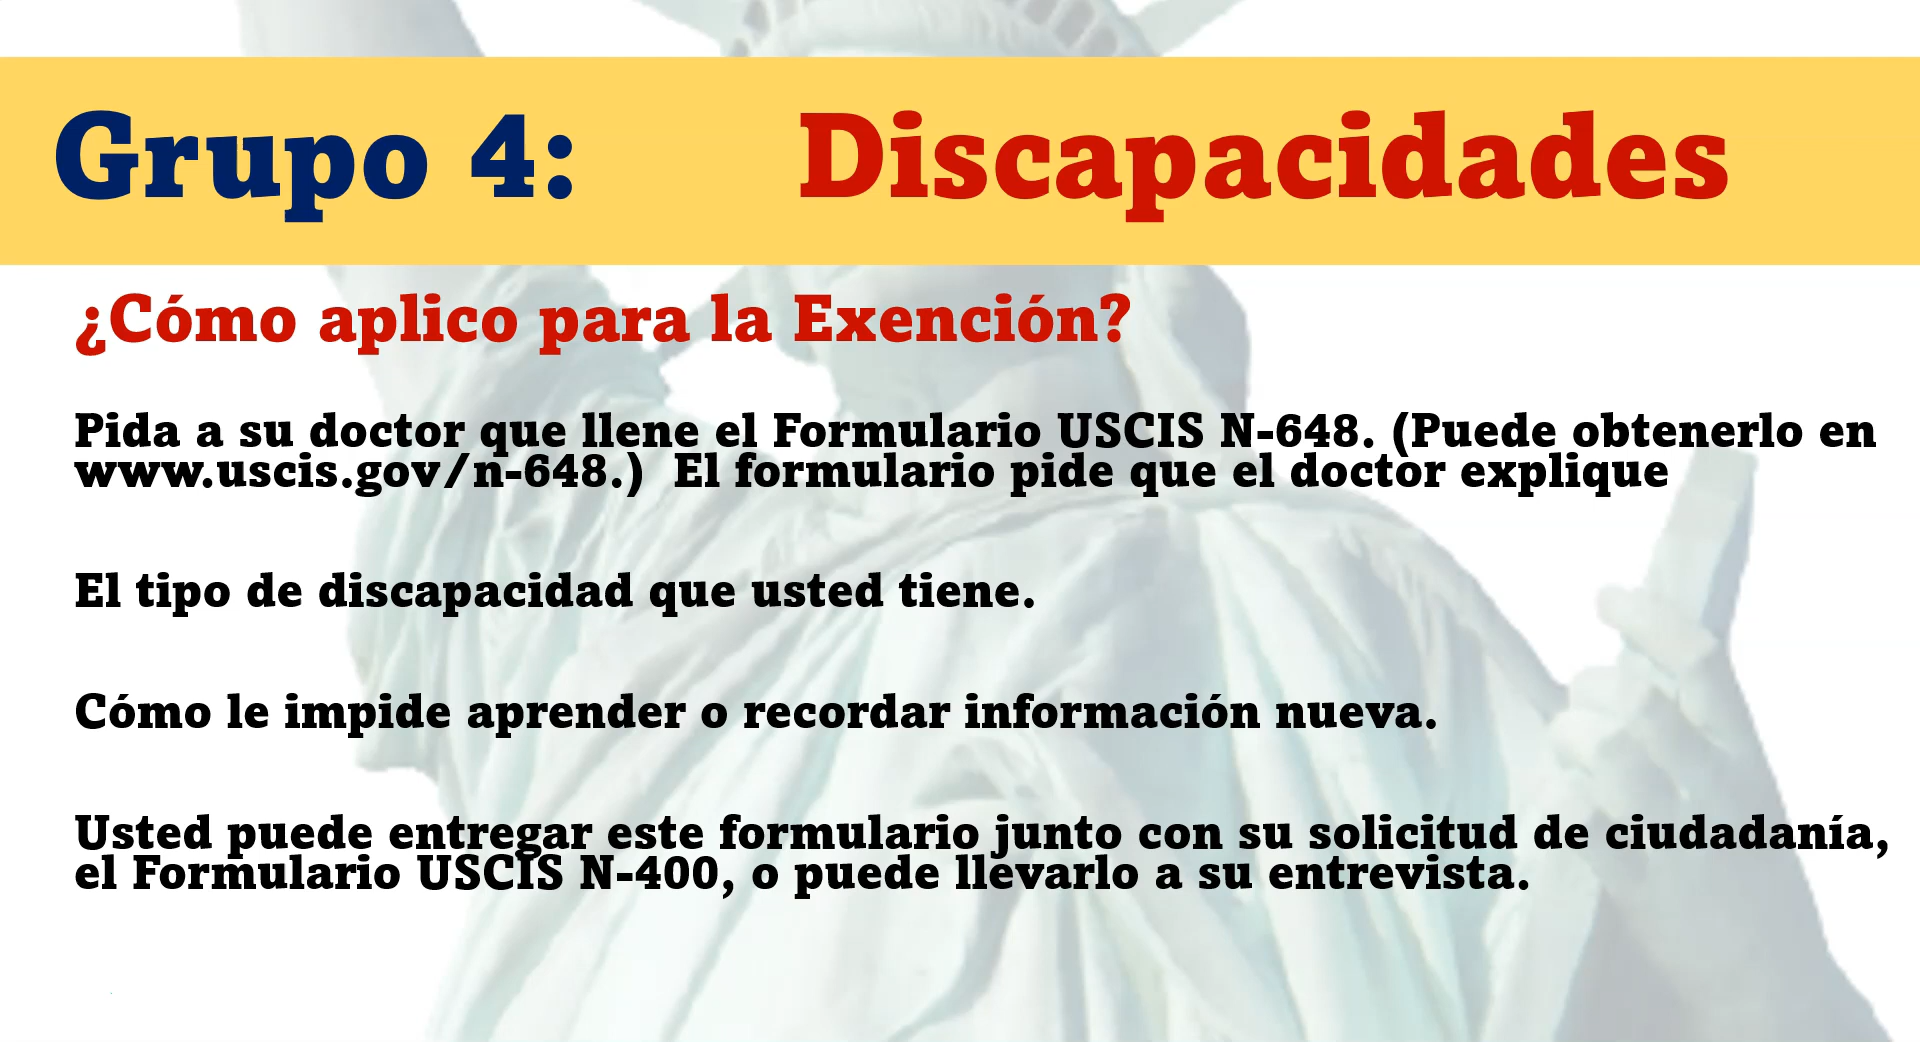 Grupo 4: Discapacidades
¿Cómo aplico para la Exención?
Pida a su doctor que llene el Formulario USCIS N-648. (Puede obtenerlo en
www.uscis.gov/n-648.) El formulario pide que el doctor explique
El tipo de discapacidad que usted tiene.
Cómo le impide aprender o recordar información nueva.
Usted puede entregar este formulario junto con su solicitud de ciudadanía,
el Formulario USCIS N-400, o puede llevarlo a su entrevista.